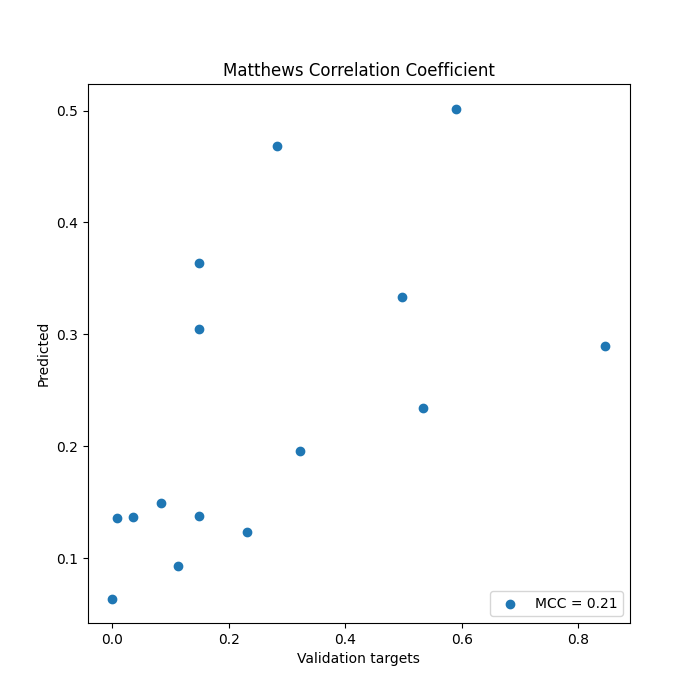 Matthews Correlation Coefficient
0.5
0.4
0.3
0.2
0.1
Predicted
MCC = 0.21
0.0 0.2 0.4 0.6 0.8
Validation targets